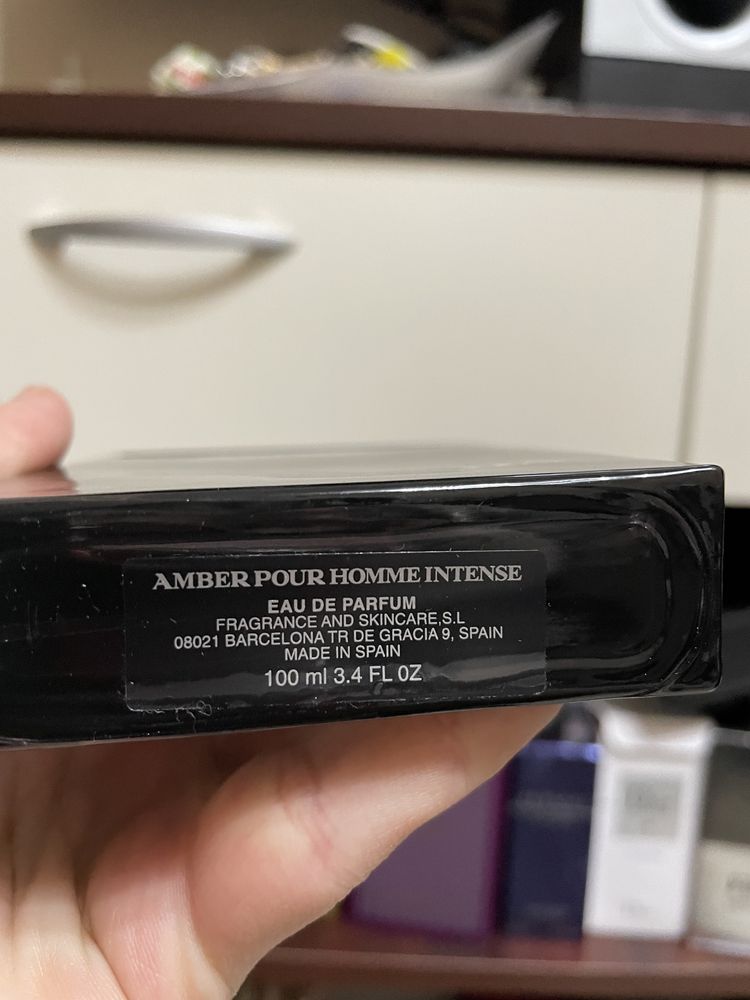 AMBER POUR HOMME INTENSE
EAU DE PARFUM
FRAGRANCE AND SKINCARE,S.L
08021 BARCELONA TR DE GRACIA 9, SPAIN
MADE IN SPAIN
100 ml 3.4 FL 0Z